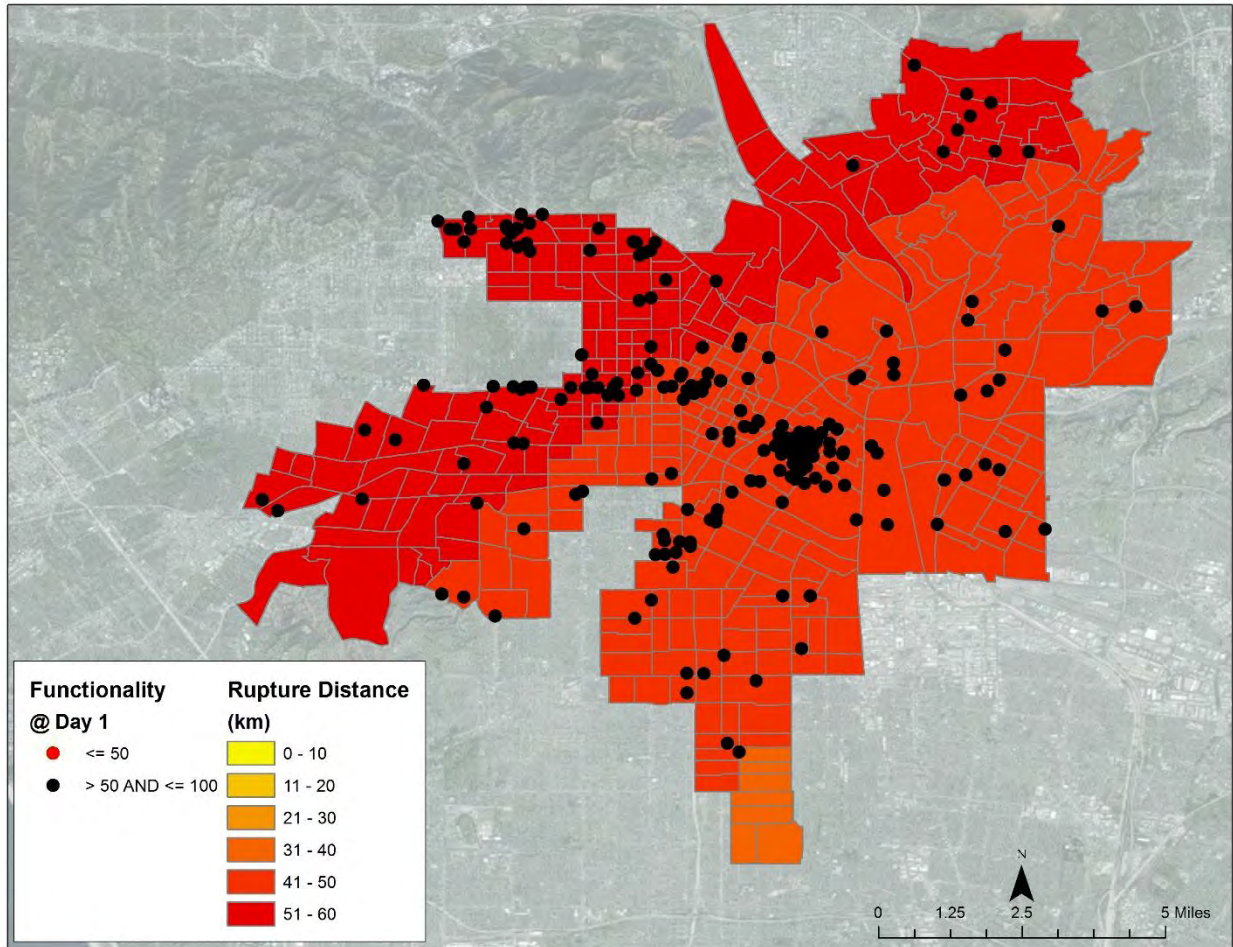 Functionality
@ Day 1
<= 50
> 50 AND <= 100
Rupture Distance
(km)
0 - 10
11 - 20
21 - 30
31 - 40
41 - 50
51 - 60
N
0 1.25 2.5 5 Miles